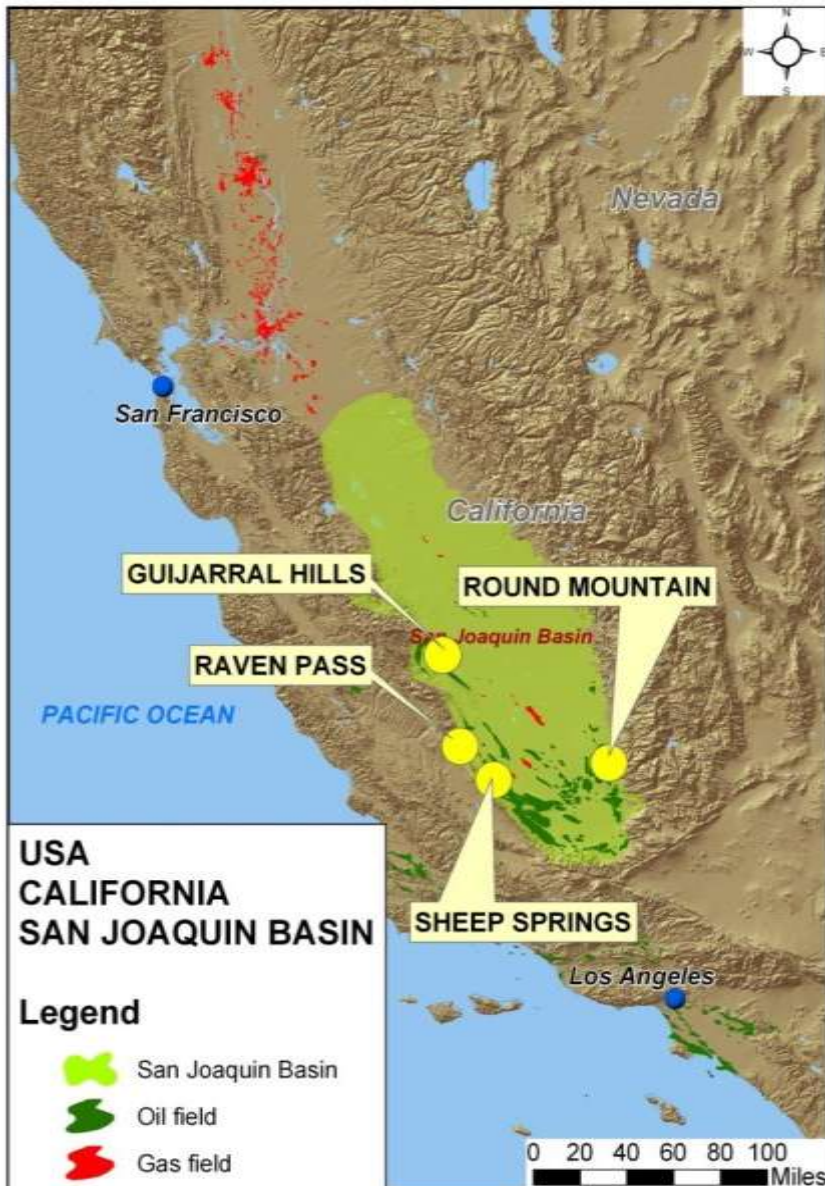 N
W E
S
Nevada
San Francisco
California
GUIJARRAL HILLS
ROUND MOUNTAIN
San Joaquin Basin
RAVEN PASS
PACIFIC OCEAN
USA
CALIFORNIA
SAN JOAQUIN BASIN
SHEEP SPRINGS
Los Angeles
Legend
San Joaquin Basin
Oil field
Gas field
0 20 40 60 80 100
Miles